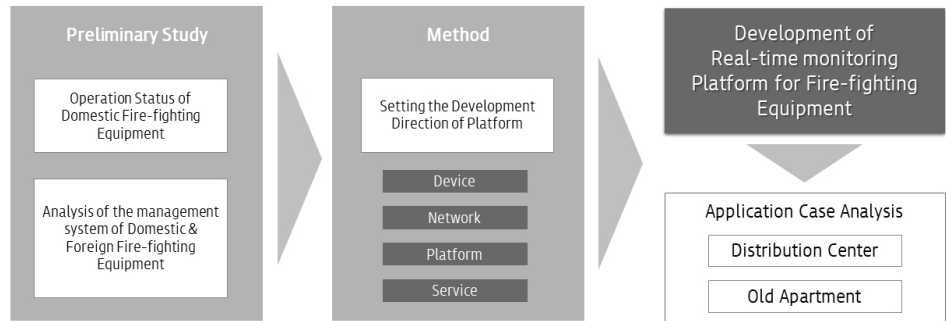 Preliminary Study
Operation Status of
Domestic Fire-fighting
Equipment
Analysis of the management
system of Domestic &
Foreign Fire-fighting
Equipment
Method
Setting the Development
Direction of Platform
Device
Network
Platform
Service
Development of
Real-time monitoring
Platform for Fire-fighting
Equipment
Application Case Analysis
Distribution Center
Old Apartment